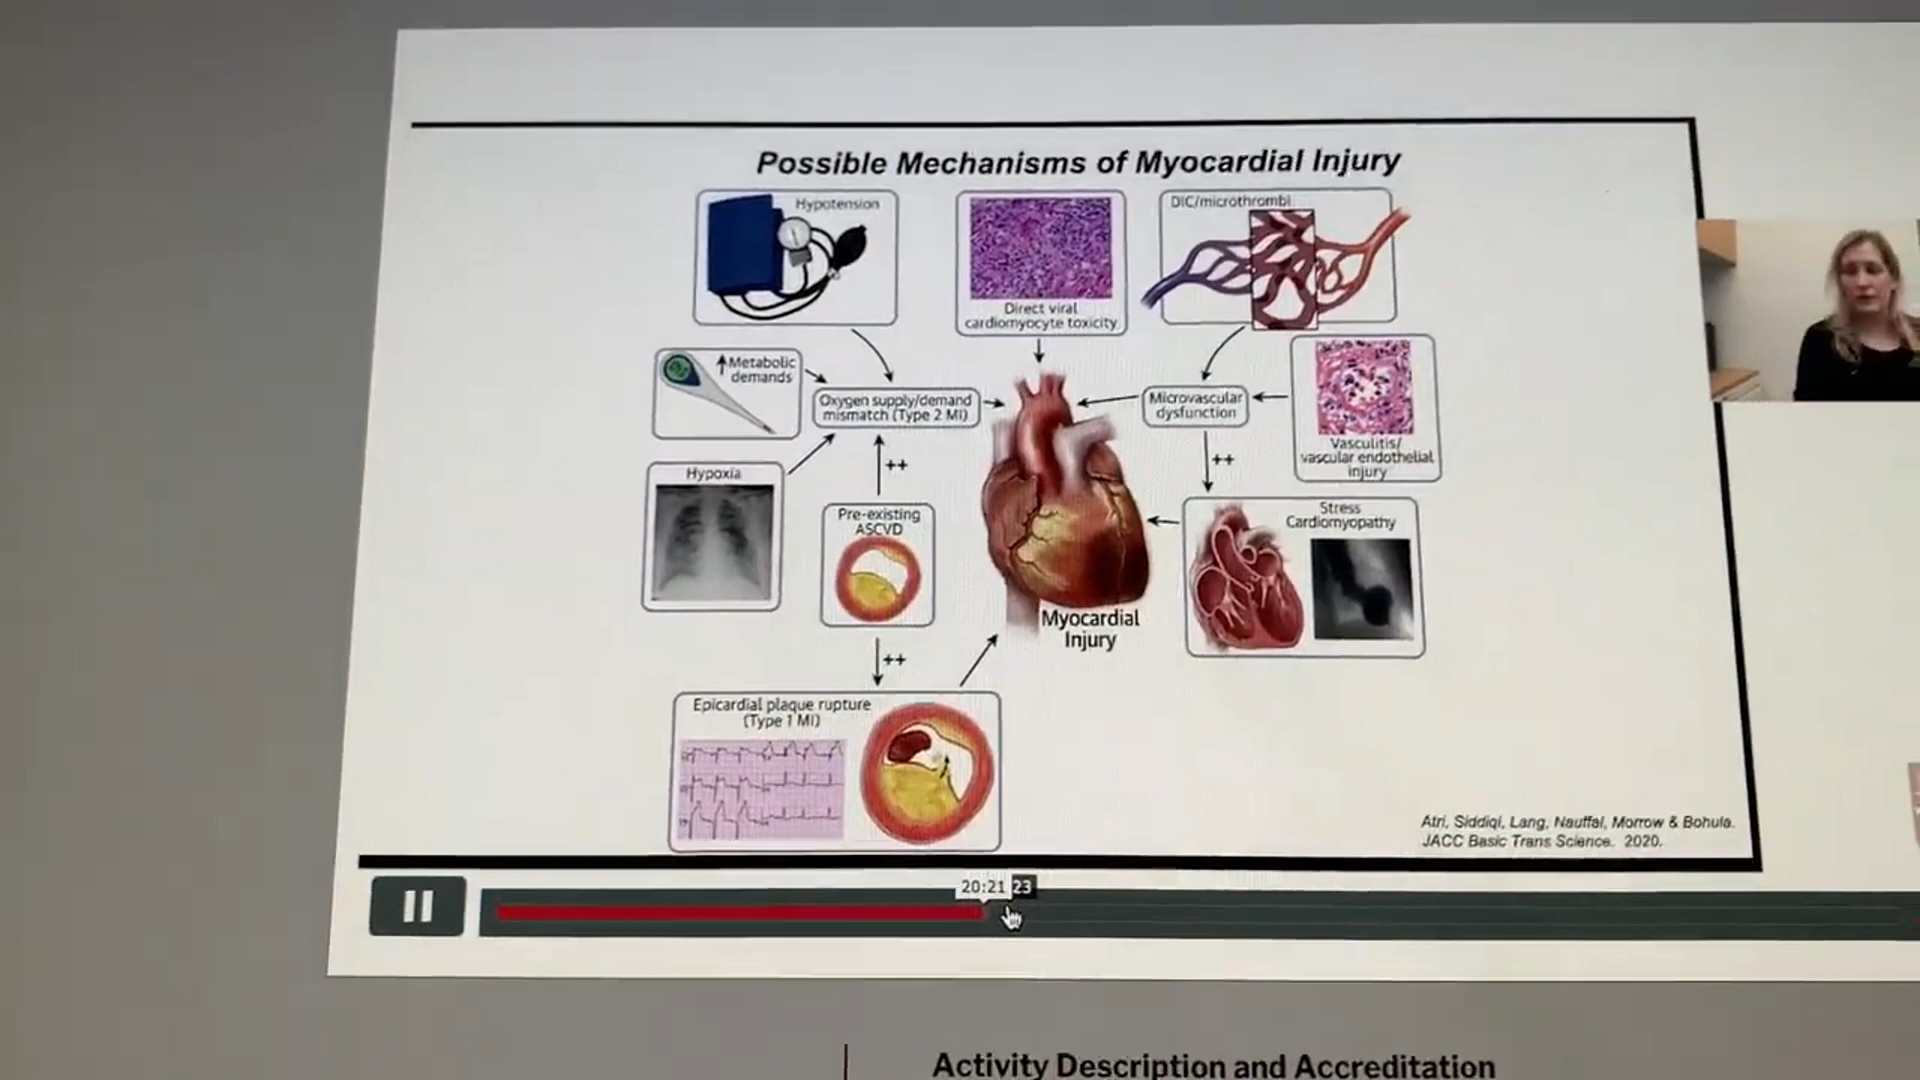 Possible Mechanisms of Myocardial Injury
Hypotension
Direct viral
cardiomyocyte toxicity
DIC/microthrombi
↑Metabolic
demands
Oxygen supply/demand
mismatch (Type 2 MI)
Microvascular
dysfunction
Vasculitis/
vascular endothelial
injury
Hypoxia
++
++
Pre-existing
ASCVD
Stress
Cardiomyopathy
Myocardial
Injury
++
Epicardial plaque rupture
(Type 1 MI)
Atri, Siddiqi, Lang, Nauffal, Morrow & Bohula.
JACC Basic Trans Science. 2020.
20:21 23
Activity Description and Accreditation